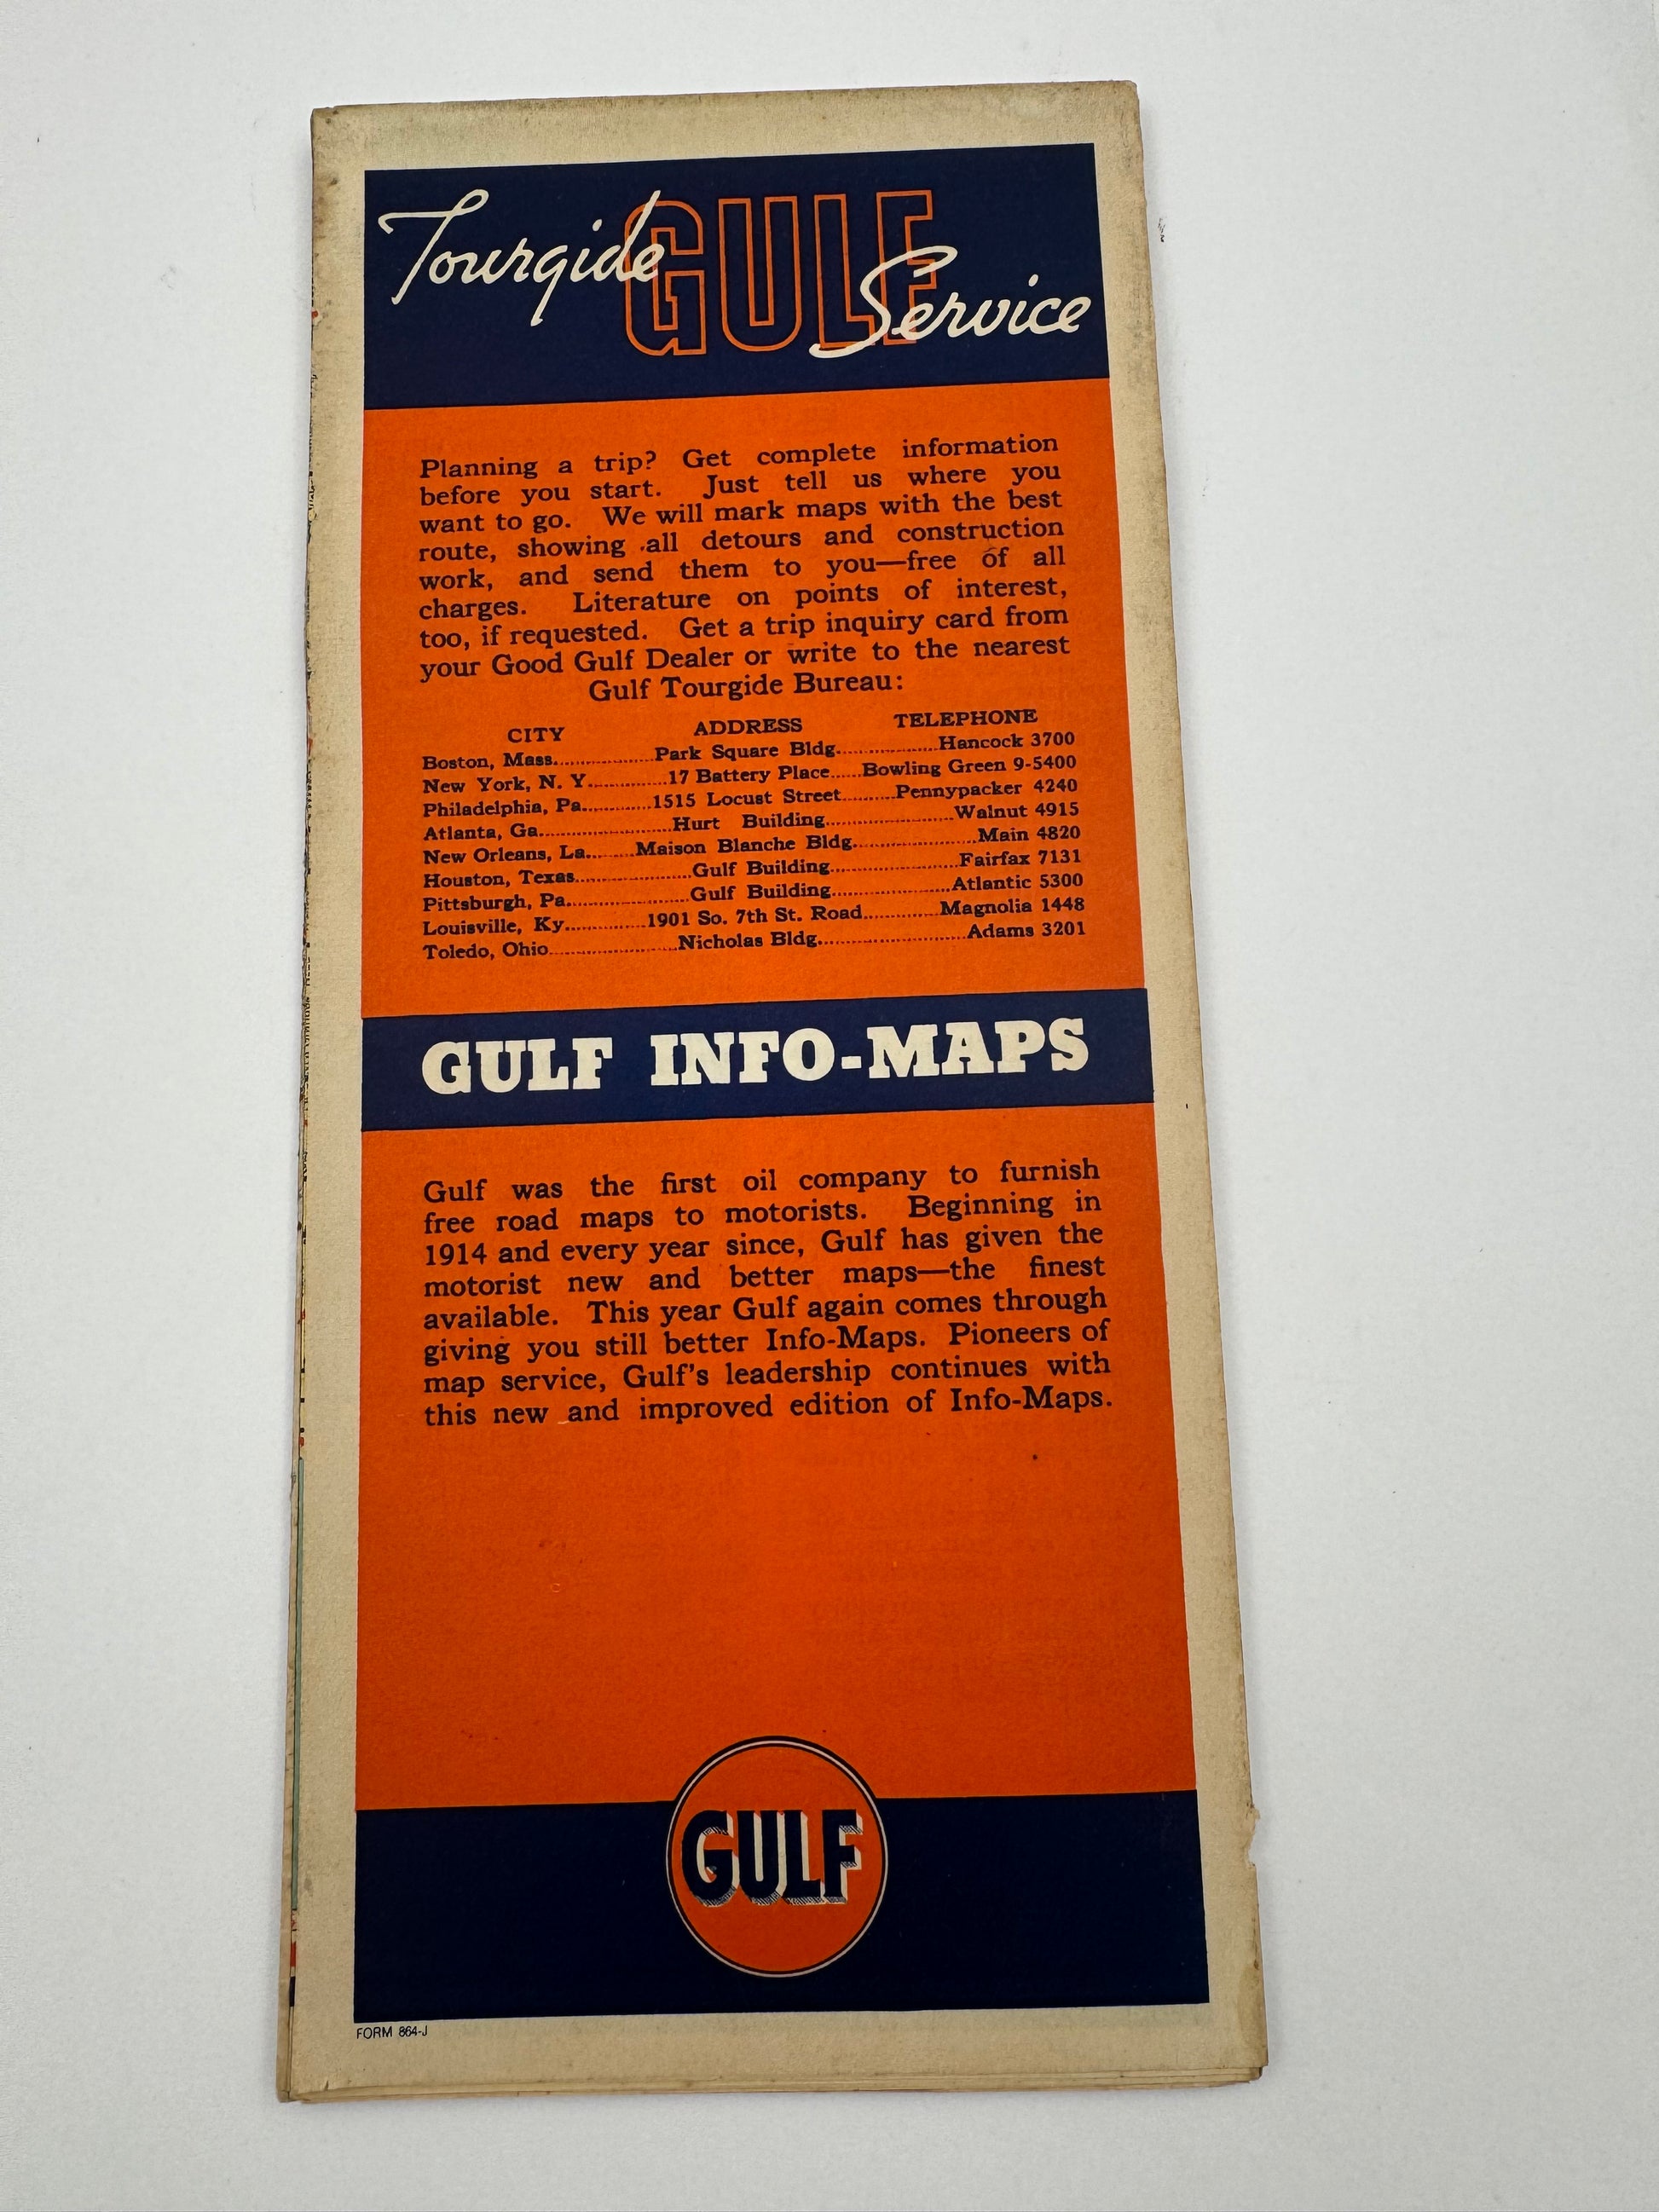 Tourgide GULF Service
Planning a trip? Get complete information
before you start. Just tell us where you
want to go. We will mark maps with the best
route, showing all detours and construction
work, and send them to you—free of all
charges. Literature on points of interest,
too, if requested. Get a trip inquiry card from
your Good Gulf Dealer or write to the nearest
Gulf Tourgide Bureau:
CITY ADDRESS TELEPHONE
Boston, Mass. Park Square Bldg. Hancock 3700
New York, N. Y. 17 Battery Place Bowling Green 9-5400
Philadelphia, Pa. 1515 Locust Street Pennypacker 4240
Atlanta, Ga. Hurt Building Walnut 4915
New Orleans, La. Maison Blanche Bldg. Main 4820
Houston, Texas Gulf Building Fairfax 7131
Pittsburgh, Pa. Gulf Building Atlantic 5300
Louisville, Ky. 1901 So. 7th St. Road Magnolia 1448
Toledo, Ohio Nicholas Bldg. Adams 3201
GULF INFO-MAPS
Gulf was the first oil company to furnish
free road maps to motorists. Beginning in
1914 and every year since, Gulf has given the
motorist new and better maps—the finest
available. This year Gulf again comes through
giving you still better Info-Maps. Pioneers of
map service, Gulf's leadership continues with
this new and improved edition of Info-Maps.
GULF
FORM 864-J